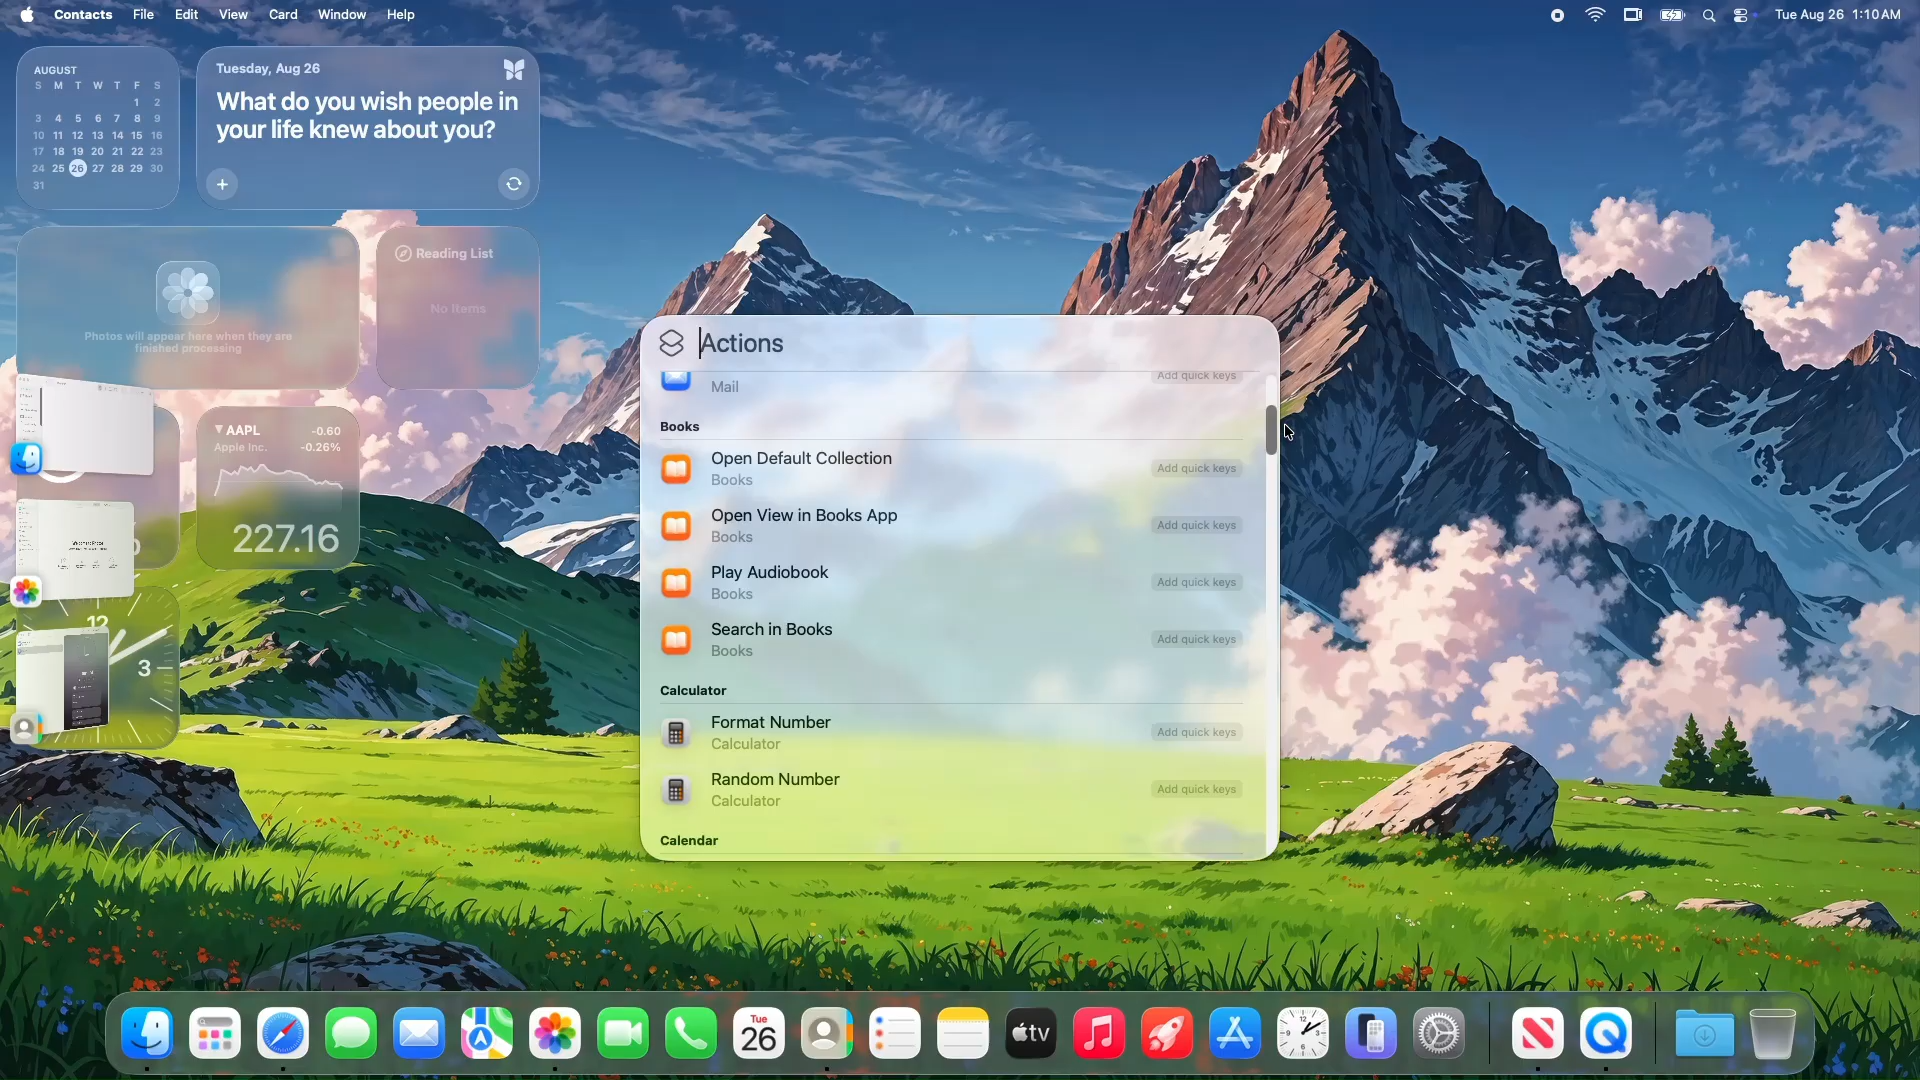 Contacts File Edit View Card Window Help
Tue Aug 26 1:10 AM
AUGUST
S M T W T F S
1 2
3 4 5 6 7 8 9
10 11 12 13 14 15 16
17 18 19 20 21 22 23
24 25 26 27 28 29 30
31
Tuesday, Aug 26
What do you wish people in
your life knew about you?
Photos will appear here when they are
finished processing
Reading List
No Items
AAPL -0.60
Apple Inc. -0.26%
227.16
12
3
Actions
Mail Add quick keys
Books
Open Default Collection
Books
Add quick keys
Open View in Books App
Books
Add quick keys
Play Audiobook
Books
Add quick keys
Search in Books
Books
Add quick keys
Calculator
Format Number
Calculator
Add quick keys
Random Number
Calculator
Add quick keys
Calendar
Tue
26
tv